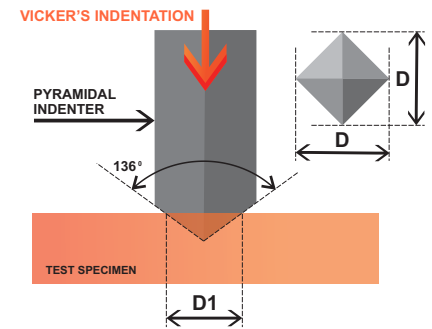 VICKER'S INDENTATION
PYRAMIDAL
INDENTER
D
D
136°
TEST SPECIMEN
D1